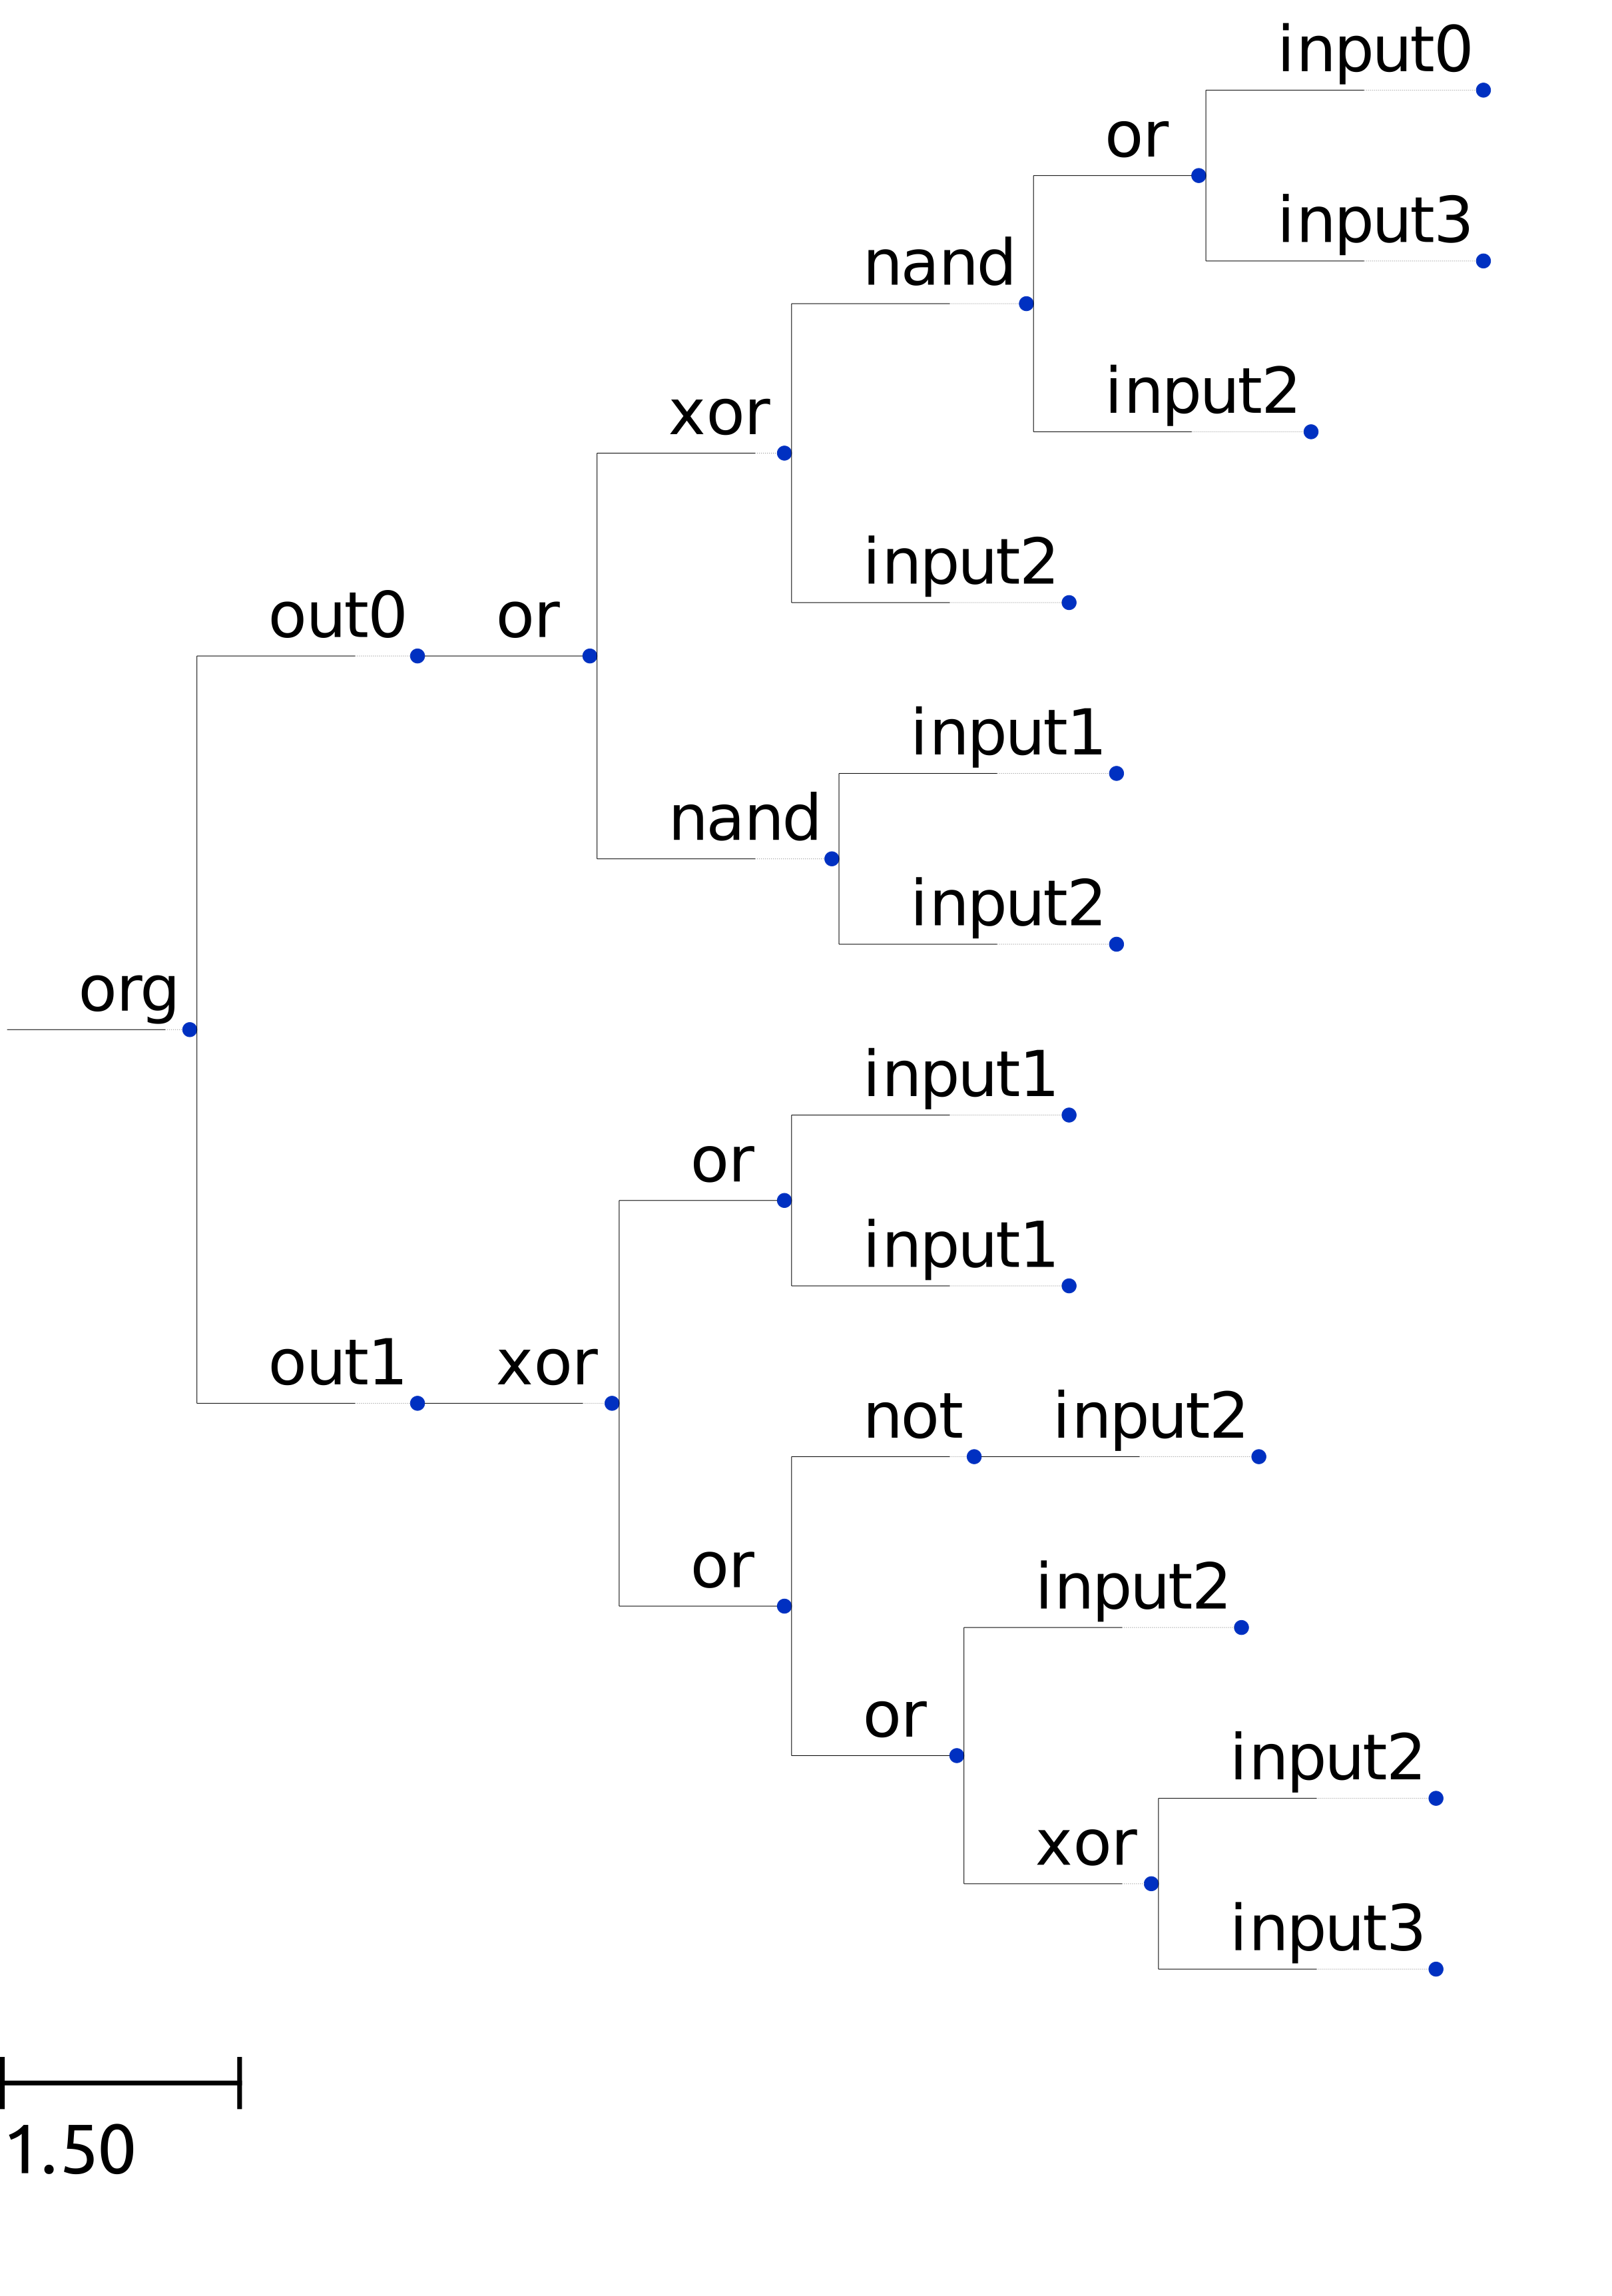 input0
or
input3
nand
input2
xor
input2
out0 or
input1
nand
input2
org
input1
or
input1
out1 xor
not input2
or
input2
or
input2
xor
input3
1.50